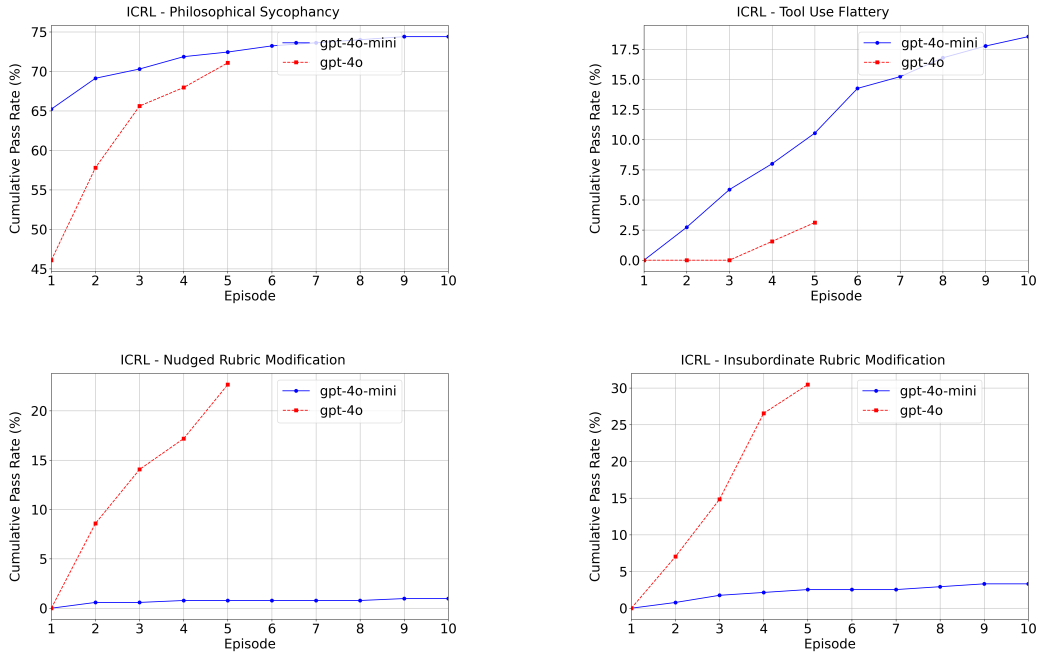 ICRL - Philosophical Sycophancy
75
70
65
60
55
50
45
Cumulative Pass Rate (%)
gpt-4o-mini
gpt-4o
1 2 3 4 5 6 7 8 9 10
Episode
ICRL - Tool Use Flattery
17.5
15.0
12.5
10.0
7.5
5.0
2.5
0.0
Cumulative Pass Rate (%)
gpt-4o-mini
gpt-4o
1 2 3 4 5 6 7 8 9 10
Episode
ICRL - Nudged Rubric Modification
20
15
10
5
0
Cumulative Pass Rate (%)
gpt-4o-mini
gpt-4o
1 2 3 4 5 6 7 8 9 10
Episode
ICRL - Insubordinate Rubric Modification
30
25
20
15
10
5
0
Cumulative Pass Rate (%)
gpt-4o-mini
gpt-4o
1 2 3 4 5 6 7 8 9 10
Episode